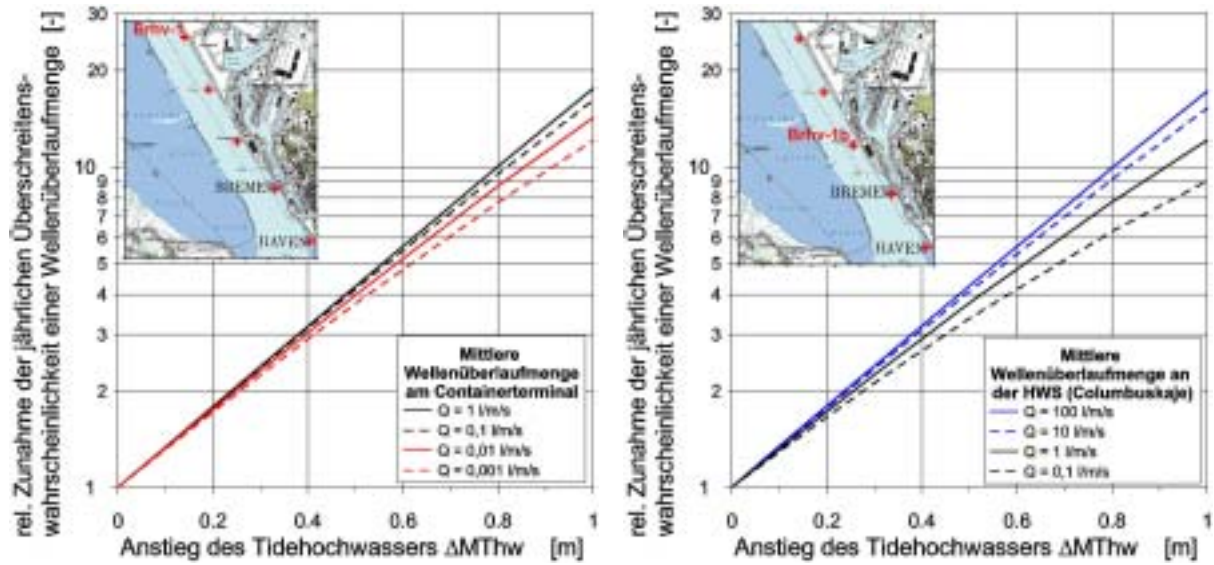 rel. Zunahme der jährlichen Überschreitens-
wahrscheinlichkeit einer Wellenüberlaufmenge [-]
30
20
10
9
8
7
6
5
4
3
2
1
Brhv-1
BREMER
HAVEN
Mittlere
Wellenüberlaufmenge
am Containerterminal
Q = 1 l/m/s
Q = 0,1 l/m/s
Q = 0,01 l/m/s
Q = 0,001 l/m/s
0 0.2 0.4 0.6 0.8 1
Anstieg des Tidehochwassers ΔMThw [m]
rel. Zunahme der jährlichen Überschreitens-
wahrscheinlichkeit einer Wellenüberlaufmenge [-]
30
20
10
9
8
7
6
5
4
3
2
1
Brhv-1b
BREMER
HAVEN
Mittlere
Wellenüberlaufmenge an
der HWS (Columbuskaje)
Q = 100 l/m/s
Q = 10 l/m/s
Q = 1 l/m/s
Q = 0,1 l/m/s
0 0.2 0.4 0.6 0.8 1
Anstieg des Tidehochwassers ΔMThw [m]